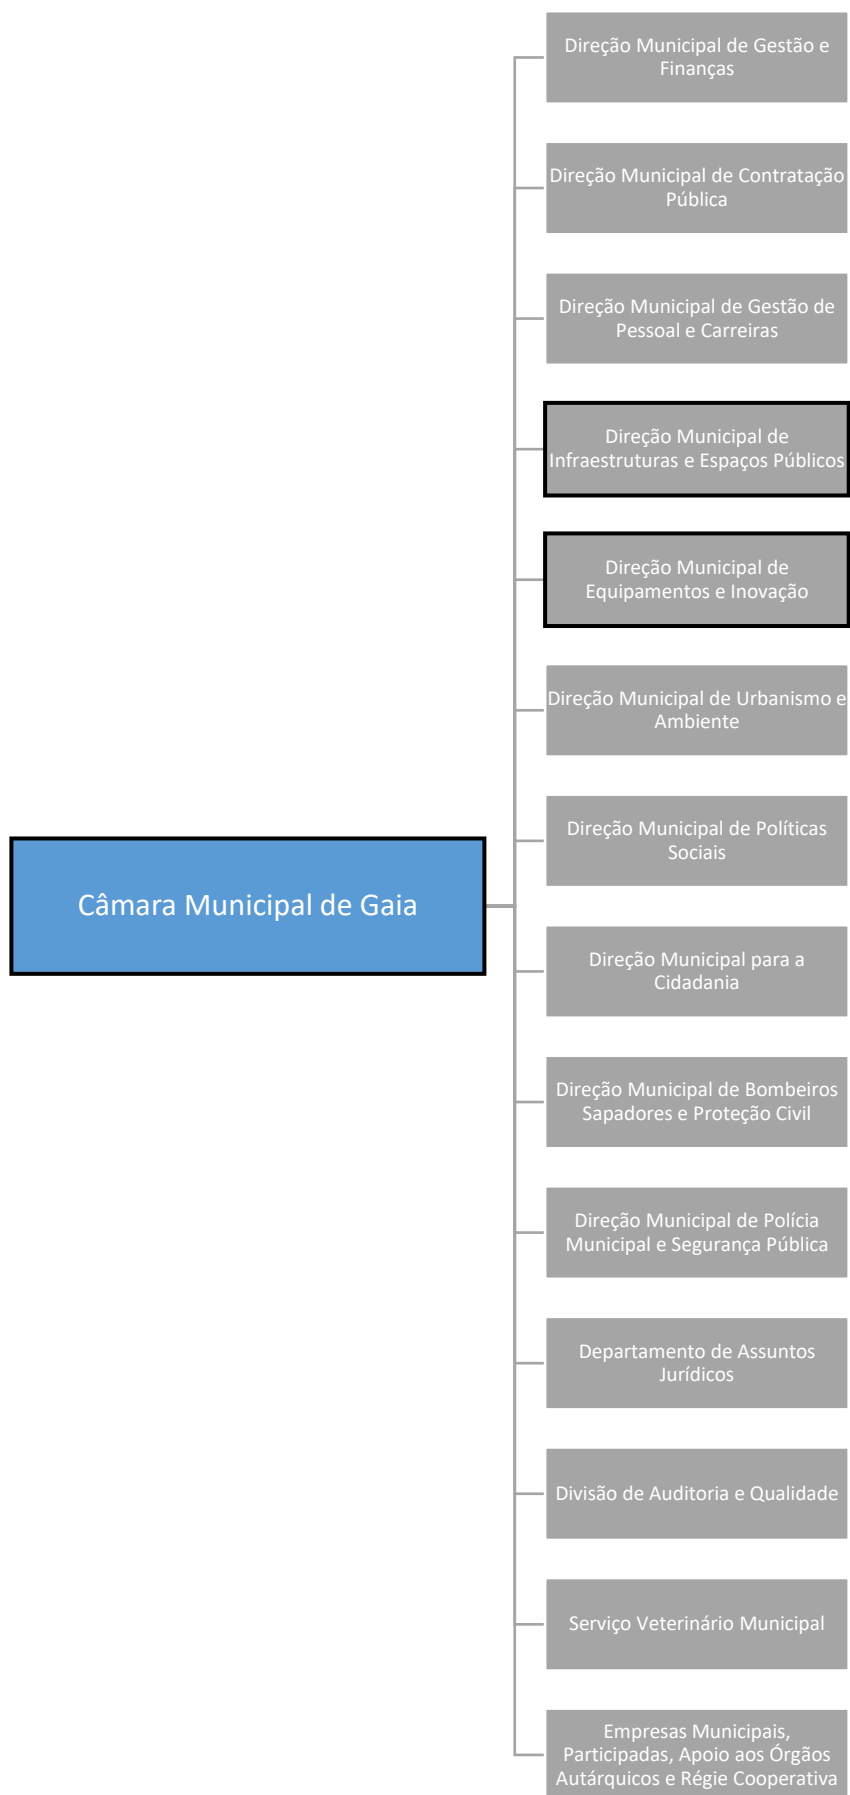 Direção Municipal de Gestão e
Finanças
Direção Municipal de Contratação
Pública
Direção Municipal de Gestão de
Pessoal e Carreiras
Direção Municipal de
Infraestruturas e Espaços Públicos
Direção Municipal de
Equipamentos e Inovação
Direção Municipal de Urbanismo e
Ambiente
Direção Municipal de Políticas
Sociais
Câmara Municipal de Gaia
Direção Municipal para a
Cidadania
Direção Municipal de Bombeiros
Sapadores e Proteção Civil
Direção Municipal de Polícia
Municipal e Segurança Pública
Departamento de Assuntos
Jurídicos
Divisão de Auditoria e Qualidade
Serviço Veterinário Municipal
Empresas Municipais,
Participadas, Apoio aos Órgãos
Autárquicos e Régie Cooperativa